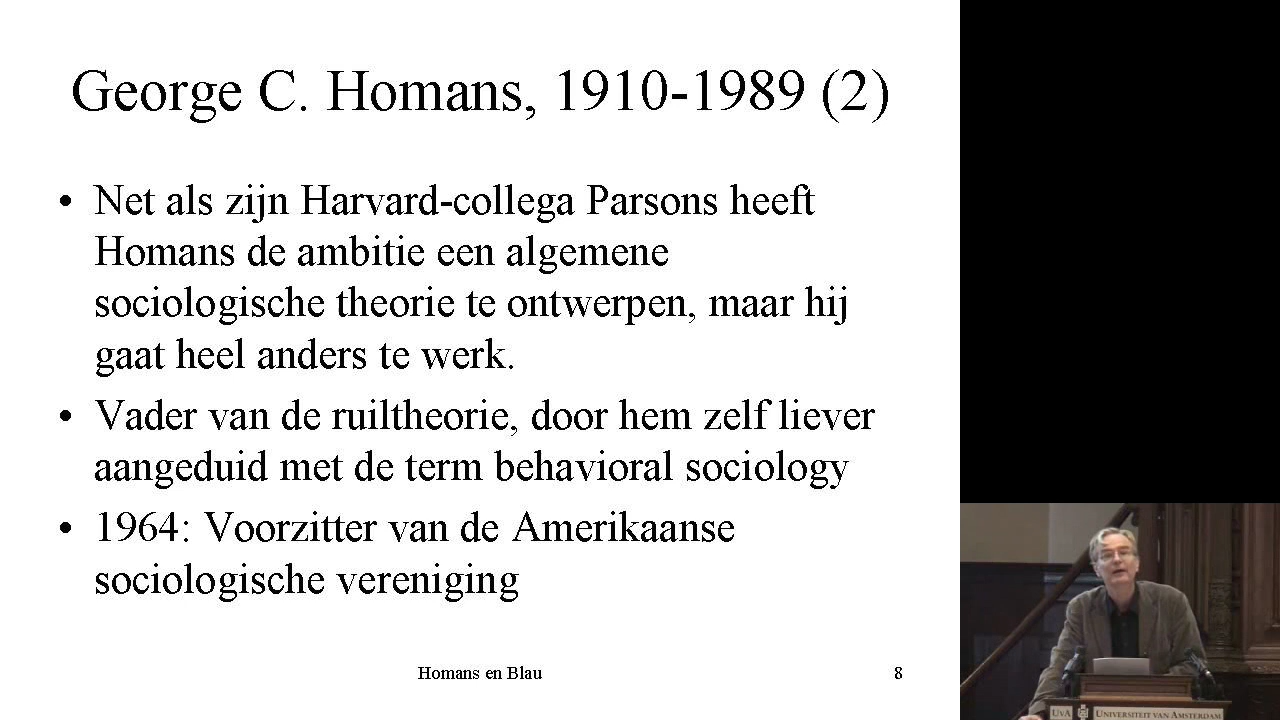 George C. Homans, 1910-1989 (2)
• Net als zijn Harvard-collega Parsons heeft
Homans de ambitie een algemene
sociologische theorie te ontwerpen, maar hij
gaat heel anders te werk.
• Vader van de ruiltheorie, door hem zelf liever
aangeduid met de term behavioral sociology
• 1964: Voorzitter van de Amerikaanse
sociologische vereniging
Homans en Blau
8
UvA UNIVERSITEIT VAN AMSTERDAM